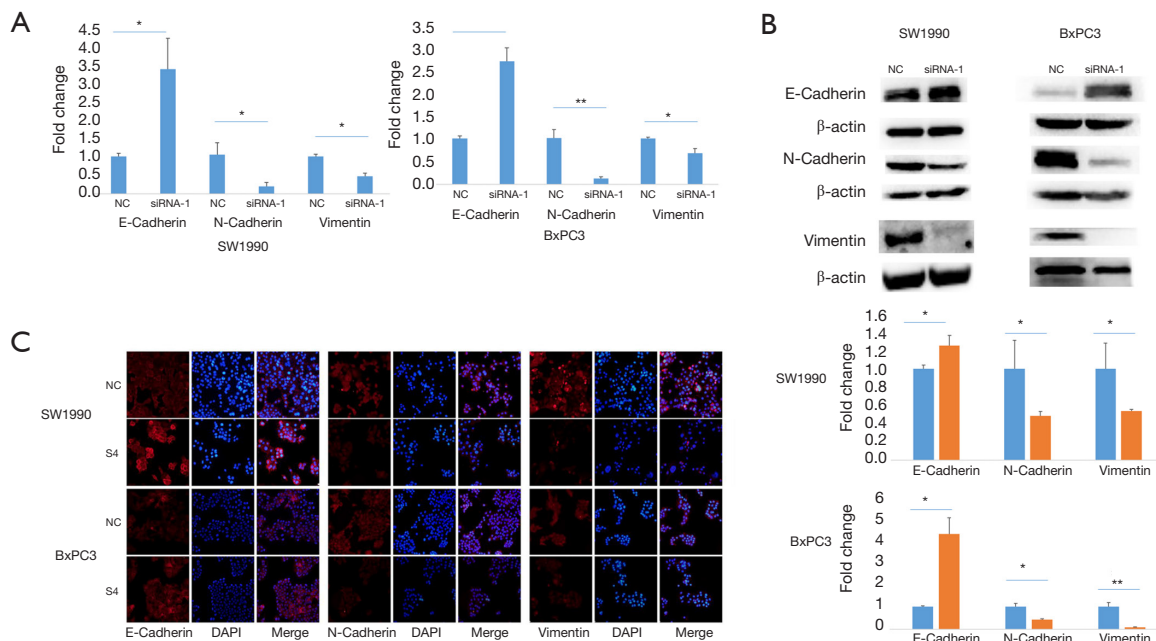 A
Fold change
4.5
4.0
3.5
3.0
2.5
2.0
1.5
1.0
0.5
0.0
*
*
*
NC siRNA-1 NC siRNA-1 NC siRNA-1
E-Cadherin N-Cadherin Vimentin
SW1990
Fold change
3.5
3.0
2.5
2.0
1.5
1.0
0.5
0.0
**
*
NC siRNA-1 NC siRNA-1 NC siRNA-1
E-Cadherin N-Cadherin Vimentin
BxPC3
B
SW1990 BxPC3
NC siRNA-1 NC siRNA-1
E-Cadherin
β-actin
N-Cadherin
β-actin
Vimentin
β-actin
SW1990
Fold change
1.6
1.4
1.2
1.0
0.8
0.6
0.4
0.2
0.0
*
*
*
E-Cadherin N-Cadherin Vimentin
BxPC3
Fold change
6
5
4
3
2
1
0
*
*
**
E-Cadherin N-Cadherin Vimentin
C
SW1990
NC
S4
BxPC3
NC
S4
E-Cadherin DAPI Merge N-Cadherin DAPI Merge Vimentin DAPI Merge